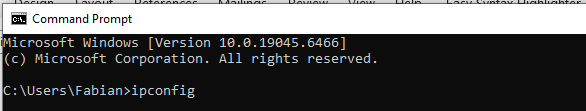 Design Layout References Mailings Review View Help Easy Syntax Highlighter
Command Prompt
Microsoft Windows [Version 10.0.19045.6466]
(c) Microsoft Corporation. All rights reserved.
C:\Users\Fabian>ipconfig